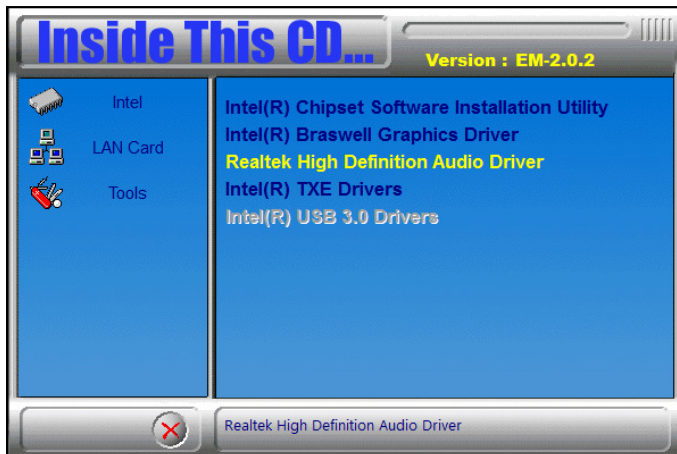 Inside This CD...
Version : EM-2.0.2
Intel
LAN Card
Tools
Intel(R) Chipset Software Installation Utility
Intel(R) Braswell Graphics Driver
Realtek High Definition Audio Driver
Intel(R) TXE Drivers
Intel(R) USB 3.0 Drivers
Realtek High Definition Audio Driver